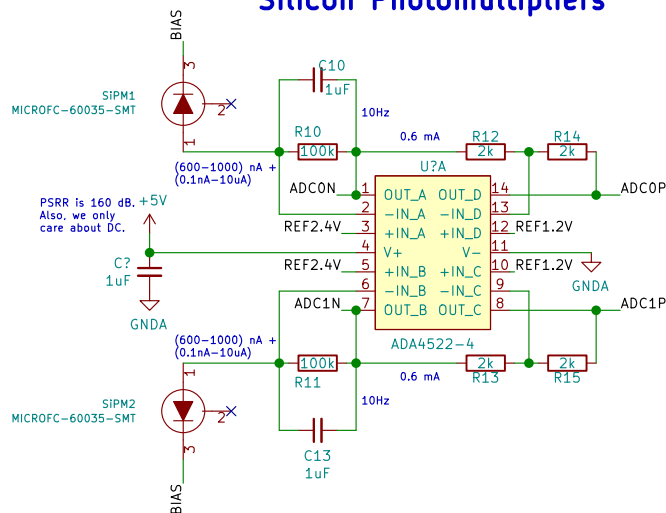 Silicon Photomultipliers
BIAS
3
SiPM1
MICROFC-60035-SMT
2
1
C10
1uF
10Hz
R10
100k
0.6 mA
R12
2k
R14
2k
(600-1000) nA +
(0.1nA-10uA)
U?A
ADC0N
1
OUT_A
OUT_D
14
ADC0P
2
-IN_A
-IN_D
13
REF2.4V
3
+IN_A
+IN_D
12
REF1.2V
4
V+
V-
11
REF2.4V
5
+IN_B
+IN_C
10
REF1.2V
6
-IN_B
-IN_C
9
ADC1N
7
OUT_B
OUT_C
8
ADC1P
ADA4522-4
PSRR is 160 dB.
Also, we only
care about DC.
+5V
C?
1uF
GNDA
GNDA
(600-1000) nA +
(0.1nA-10uA)
1
SiPM2
MICROFC-60035-SMT
2
3
BIAS
100k
R11
10Hz
C13
1uF
0.6 mA
2k
R13
2k
R15